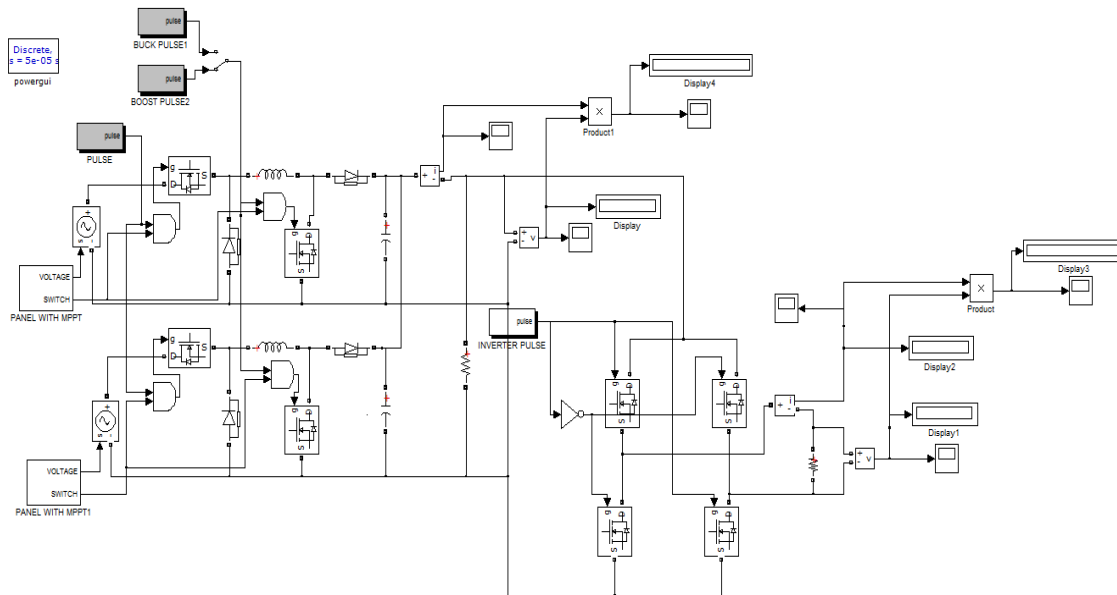 pulse
BUCK PULSE1
Discrete,
s = 5e-05 s
powergui
pulse
BOOST PULSE2
Display4
X
Product1
pulse
PULSE
g
D
S
i
+
-
Display
+
-
v
g
D
S
+
-
s
VOLTAGE
SWITCH
PANEL WITH MPPT
Display3
X
Product
pulse
INVERTER PULSE
g
D
S
Display2
g
D
S
g
D
S
+
i
-
Display1
g
D
S
+
-
s
+
-
v
VOLTAGE
SWITCH
PANEL WITH MPPT1
g
D
S
g
D
S